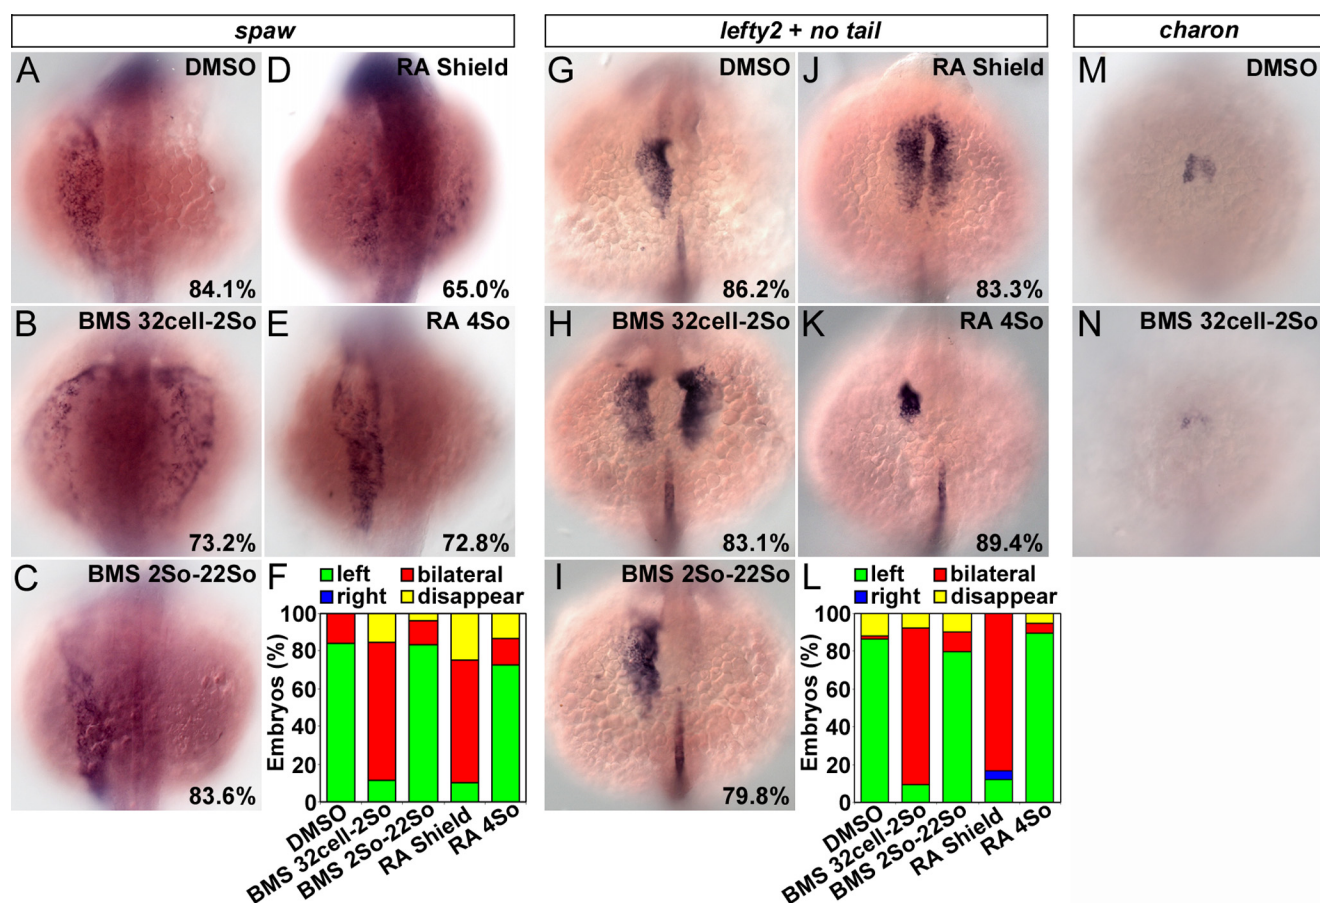 spaw
lefty2 + no tail
charon
A DMSO
D RA Shield
G DMSO
J RA Shield
M DMSO
84.1%
65.0%
86.2%
83.3%
B BMS 32cell-2So
E RA 4So
H BMS 32cell-2So
K RA 4So
N BMS 32cell-2So
73.2%
72.8%
83.1%
89.4%
C BMS 2So-22So
83.6%
F
left bilateral
right disappear
Embryos (%)
100
80
60
40
20
0
DMSO
BMS 32cell-2So
BMS 2So-22So
RA Shield
RA 4So
I BMS 2So-22So
79.8%
L
left bilateral
right disappear
Embryos (%)
100
80
60
40
20
0
DMSO
BMS 32cell-2So
BMS 2So-22So
RA Shield
RA 4So